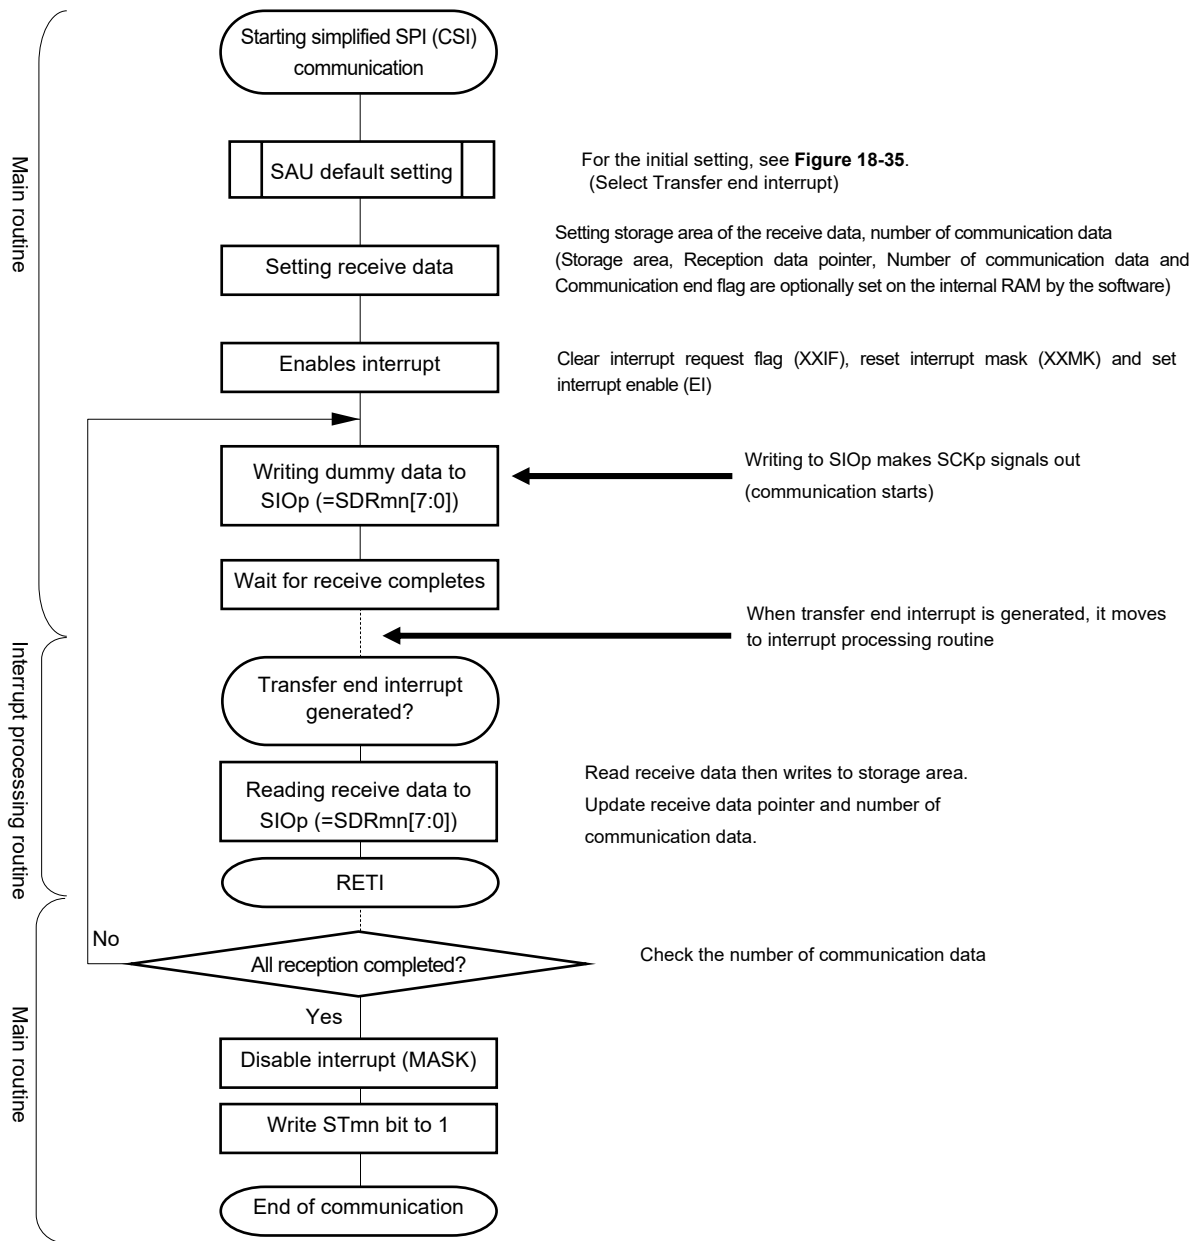 Starting simplified SPI (CSI)
communication
SAU default setting
For the initial setting, see Figure 18-35.
(Select Transfer end interrupt)
Main routine
Setting receive data
Setting storage area of the receive data, number of communication data
(Storage area, Reception data pointer, Number of communication data and
Communication end flag are optionally set on the internal RAM by the software)
Enables interrupt
Clear interrupt request flag (XXIF), reset interrupt mask (XXMK) and set
interrupt enable (EI)
Writing dummy data to
SIOp (=SDRmn[7:0])
Writing to SIOp makes SCKp signals out
(communication starts)
Wait for receive completes
When transfer end interrupt is generated, it moves
to interrupt processing routine
Interrupt processing routine
Transfer end interrupt
generated?
Reading receive data to
SIOp (=SDRmn[7:0])
Read receive data then writes to storage area.
Update receive data pointer and number of
communication data.
RETI
No
All reception completed?
Check the number of communication data
Yes
Main routine
Disable interrupt (MASK)
Write STmn bit to 1
End of communication